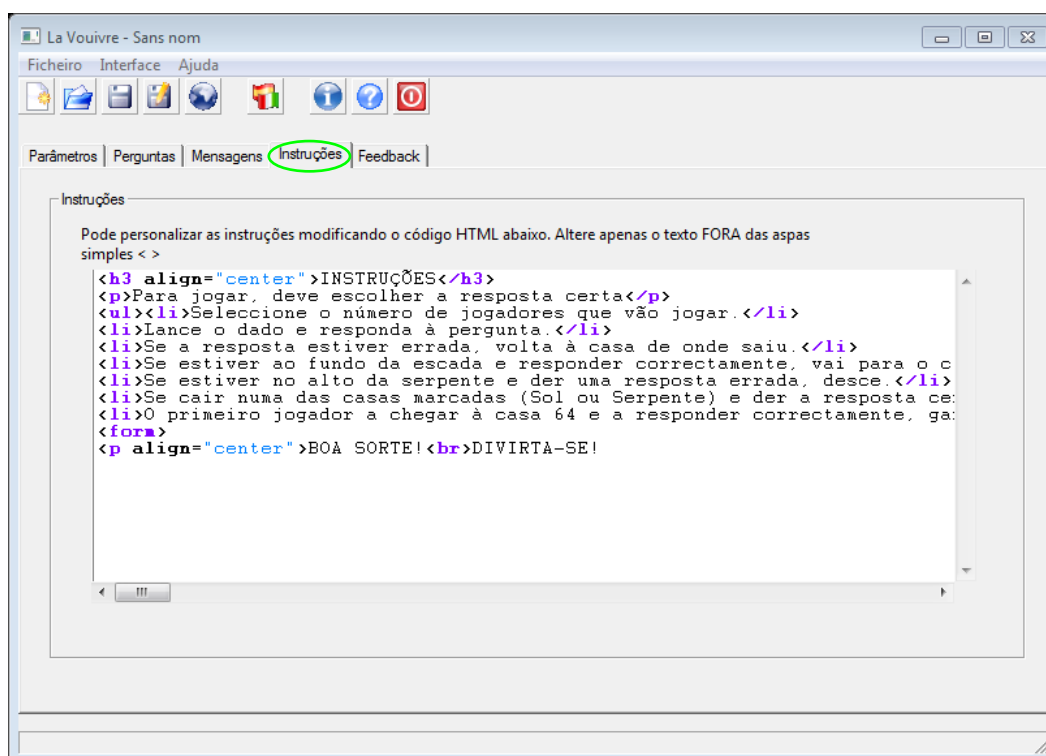 La Vouivre - Sans nom
Ficheiro Interface Ajuda
Parâmetros Perguntas Mensagens Instruções Feedback
Instruções
Pode personalizar as instruções modificando o código HTML abaixo. Altere apenas o texto FORA das aspas
simples < >
<h3 align="center">INSTRUÇÕES</h3>
<p>Para jogar, deve escolher a resposta certa</p>
<ul><li>Seleccione o número de jogadores que vão jogar.</li>
<li>Lance o dado e responda à pergunta.</li>
<li>Se a resposta estiver errada, volta à casa de onde saiu.</li>
<li>Se estiver ao fundo da escada e responder correctamente, vai para o c
<li>Se estiver no alto da serpente e der uma resposta errada, desce.</li>
<li>Se cair numa das casas marcadas (Sol ou Serpente) e der a resposta ce
<li>O primeiro jogador a chegar à casa 64 e a responder correctamente, ga
<form>
<p align="center">BOA SORTE!<br>DIVIRTA-SE!